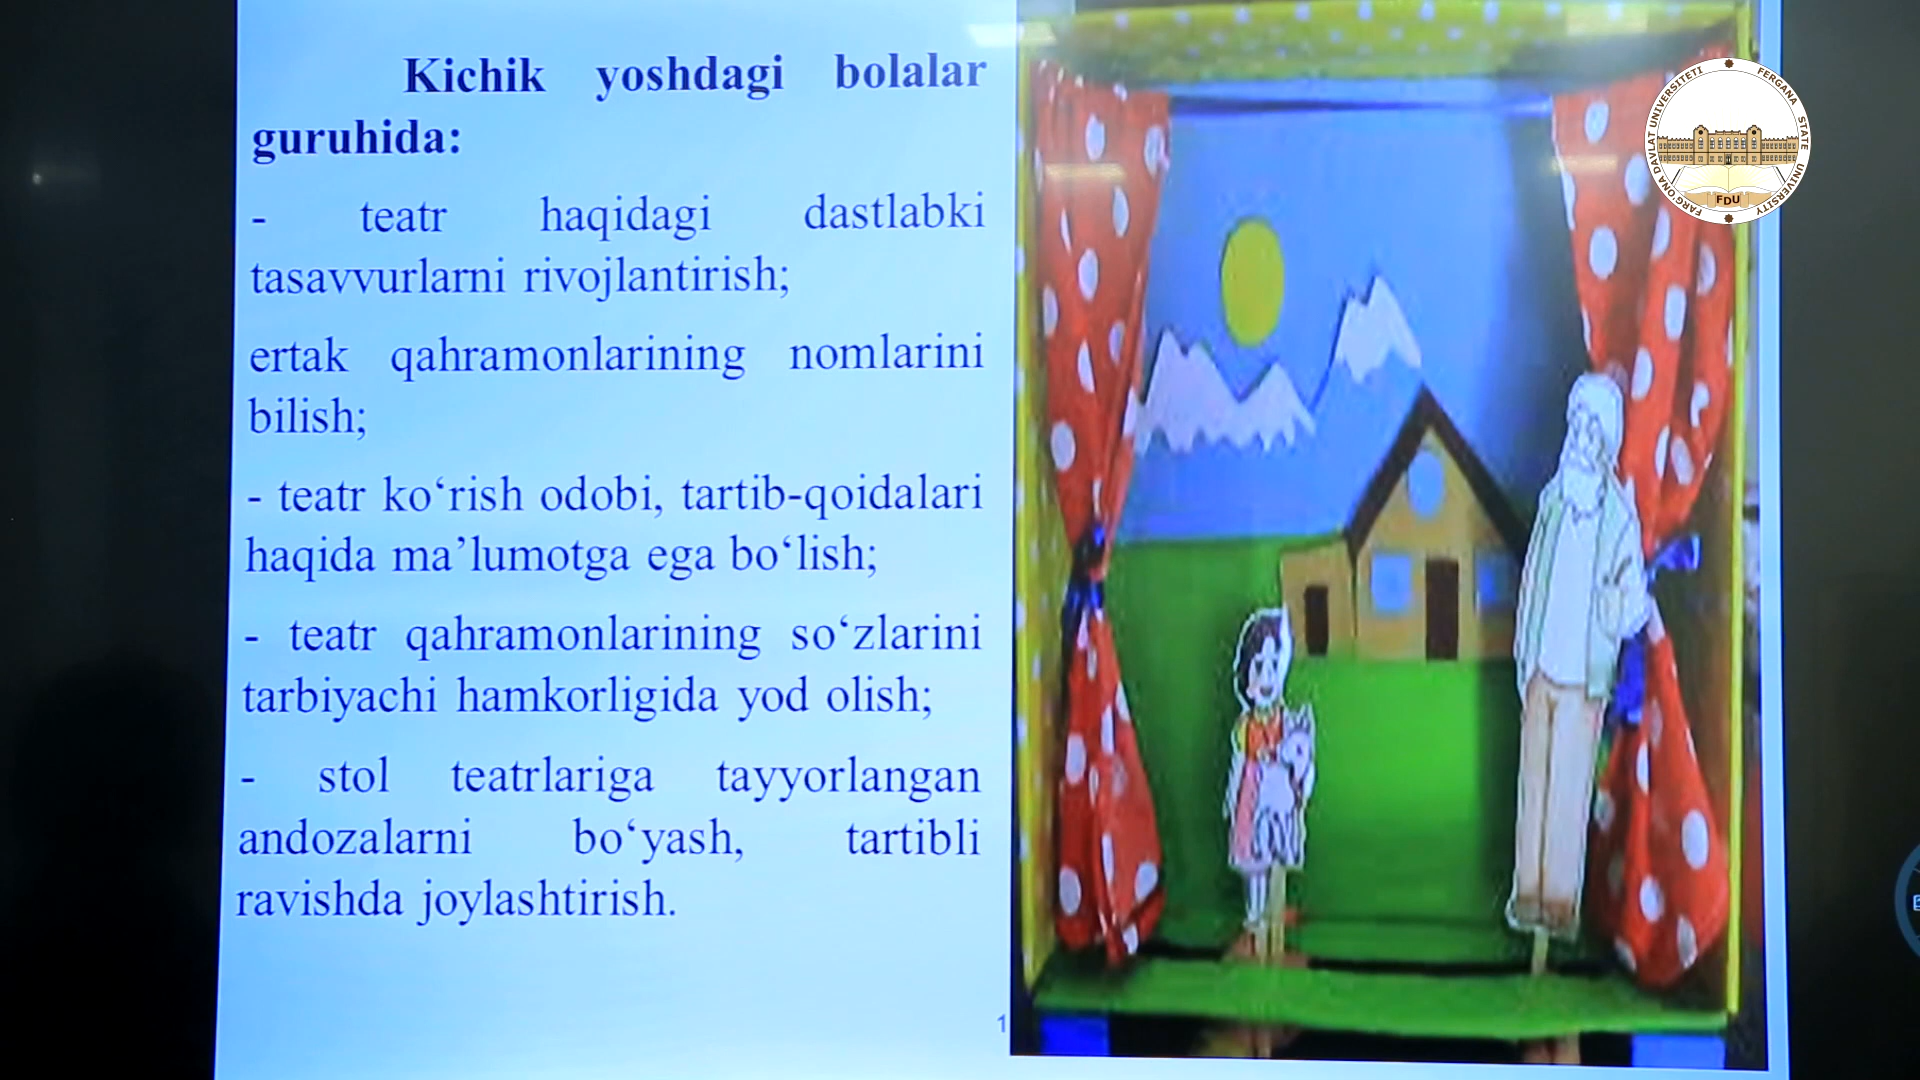 Kichik yoshdagi bolalar
guruhida:
- teatr haqidagi dastlabki
tasavvurlarni rivojlantirish;
ertak qahramonlarining nomlarini
bilish;
- teatr ko‘rish odobi, tartib-qoidalari
haqida ma’lumotga ega bo‘lish;
- teatr qahramonlarining so‘zlarini
tarbiyachi hamkorligida yod olish;
- stol teatrlariga tayyorlangan
andozalarni bo‘yash, tartibli
ravishda joylashtirish.
1
FARG'ONA DAVLAT UNIVERSITETI
FERGANA STATE UNIVERSITY
FDU